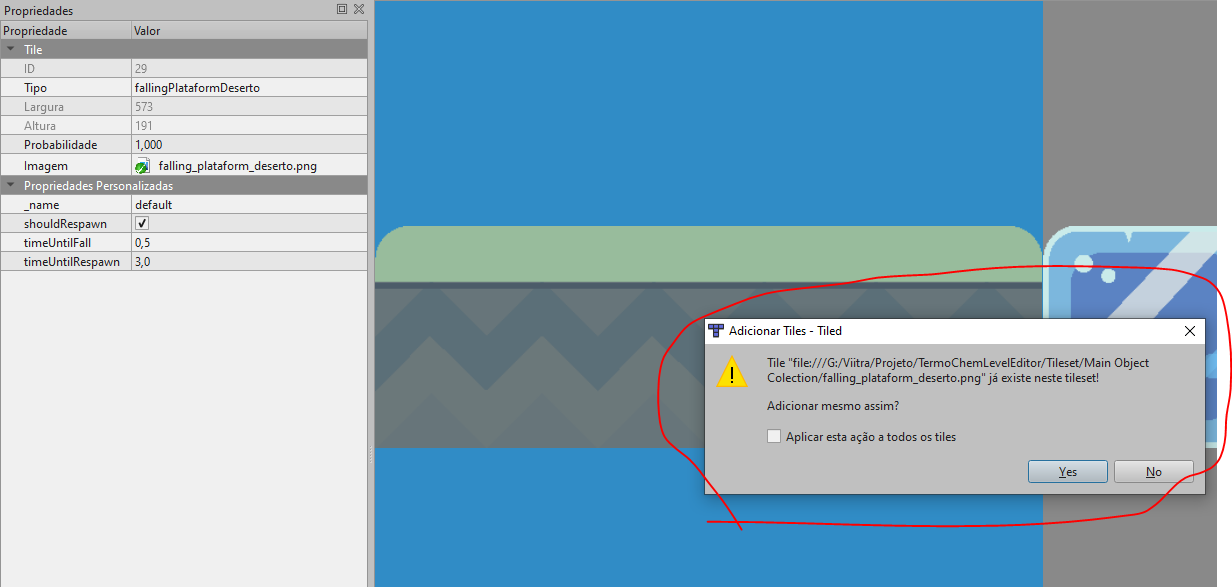 Propriedades
Propriedade Valor
Tile
ID 29
Tipo fallingPlataformDeserto
Largura 573
Altura 191
Probabilidade 1,000
Imagem falling_plataform_deserto.png
Propriedades Personalizadas
_name default
shouldRespawn
timeUntilFall 0,5
timeUntilRespawn 3,0
Adicionar Tiles - Tiled
Tile "file:///G:/Viitra/Projeto/TermoChemLevelEditor/Tileset/Main Object
Colection/falling_plataform_deserto.png" já existe neste tileset!
Adicionar mesmo assim?
Aplicar esta ação a todos os tiles
Yes No